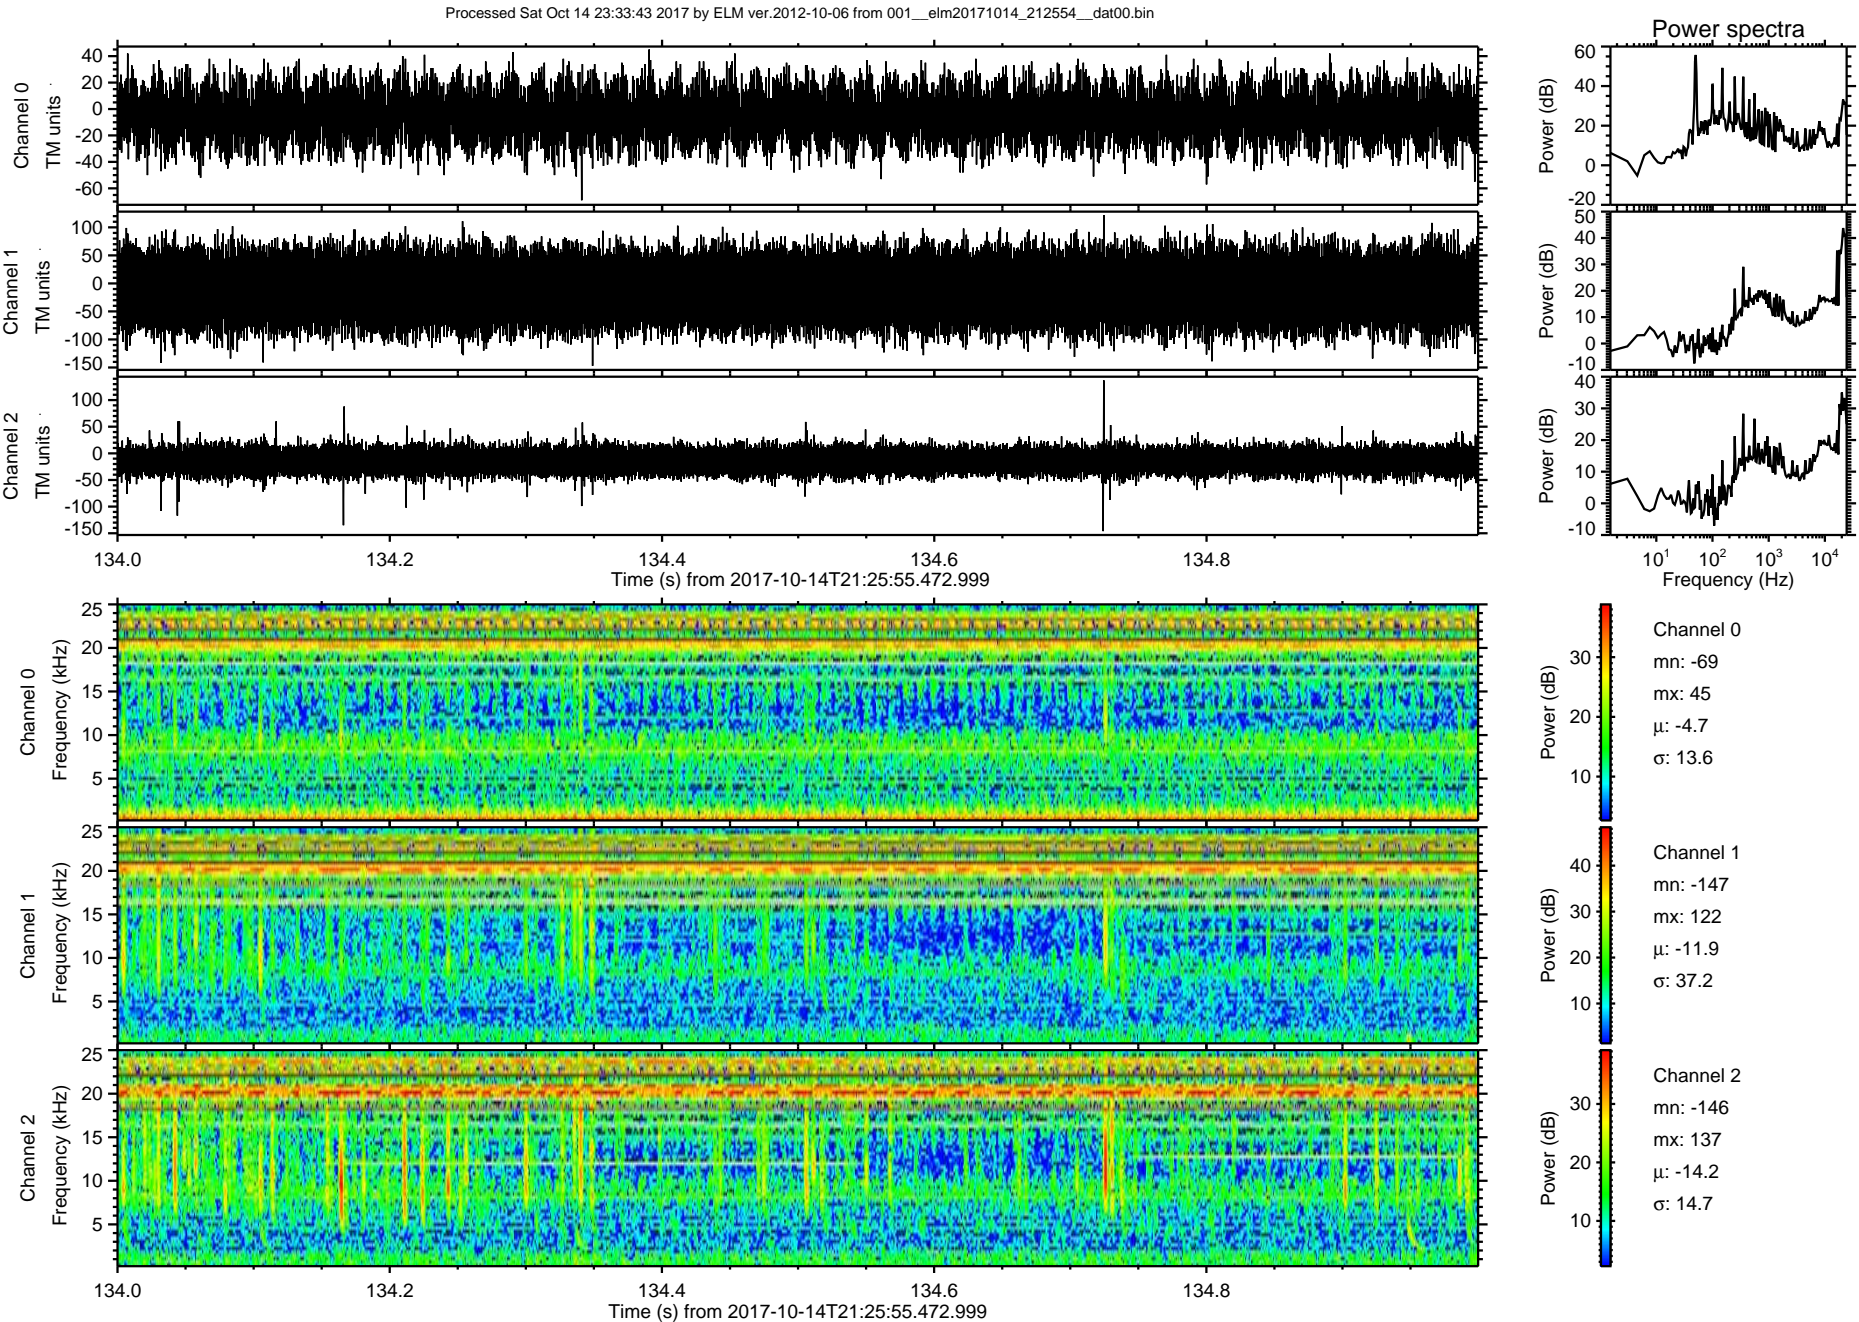 Processed Sat Oct 14 23:33:43 2017 by ELM ver.2012-10-06 from 001__elm20171014_212554__dat00.bin
Power spectra
Channel 0
TM units
40
20
0
-20
-40
-60
Power (dB)
60
40
20
0
-20
Channel 1
TM units
100
50
0
-50
-100
-150
Power (dB)
50
40
30
20
10
0
-10
Channel 2
TM units
100
50
0
-50
-100
-150
Power (dB)
40
30
20
10
0
-10
134.0 134.2 134.4 134.6 134.8
Time (s) from 2017-10-14T21:25:55.472.999
10^1 10^2 10^3 10^4
Frequency (Hz)
Channel 0
Frequency (kHz)
25
20
15
10
5
Power (dB)
30
20
10
Channel 0
mn: -69
mx: 45
μ: -4.7
σ: 13.6
Channel 1
Frequency (kHz)
25
20
15
10
5
Power (dB)
40
30
20
10
Channel 1
mn: -147
mx: 122
μ: -11.9
σ: 37.2
Channel 2
Frequency (kHz)
25
20
15
10
5
Power (dB)
30
20
10
Channel 2
mn: -146
mx: 137
μ: -14.2
σ: 14.7
134.0 134.2 134.4 134.6 134.8
Time (s) from 2017-10-14T21:25:55.472.999